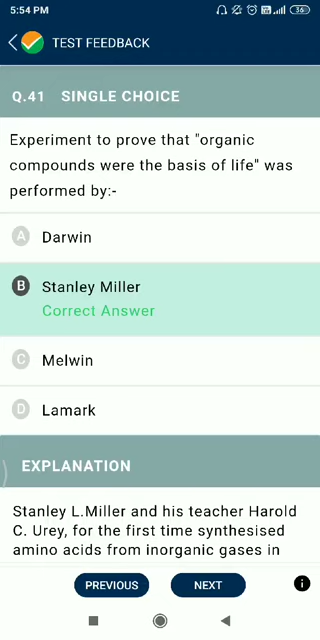 5:54 PM
36
TEST FEEDBACK
Q.41 SINGLE CHOICE
Experiment to prove that "organic
compounds were the basis of life" was
performed by:-
A Darwin
B Stanley Miller
Correct Answer
C Melwin
D Lamark
EXPLANATION
Stanley L.Miller and his teacher Harold
C. Urey, for the first time synthesised
amino acids from inorganic gases in
PREVIOUS NEXT